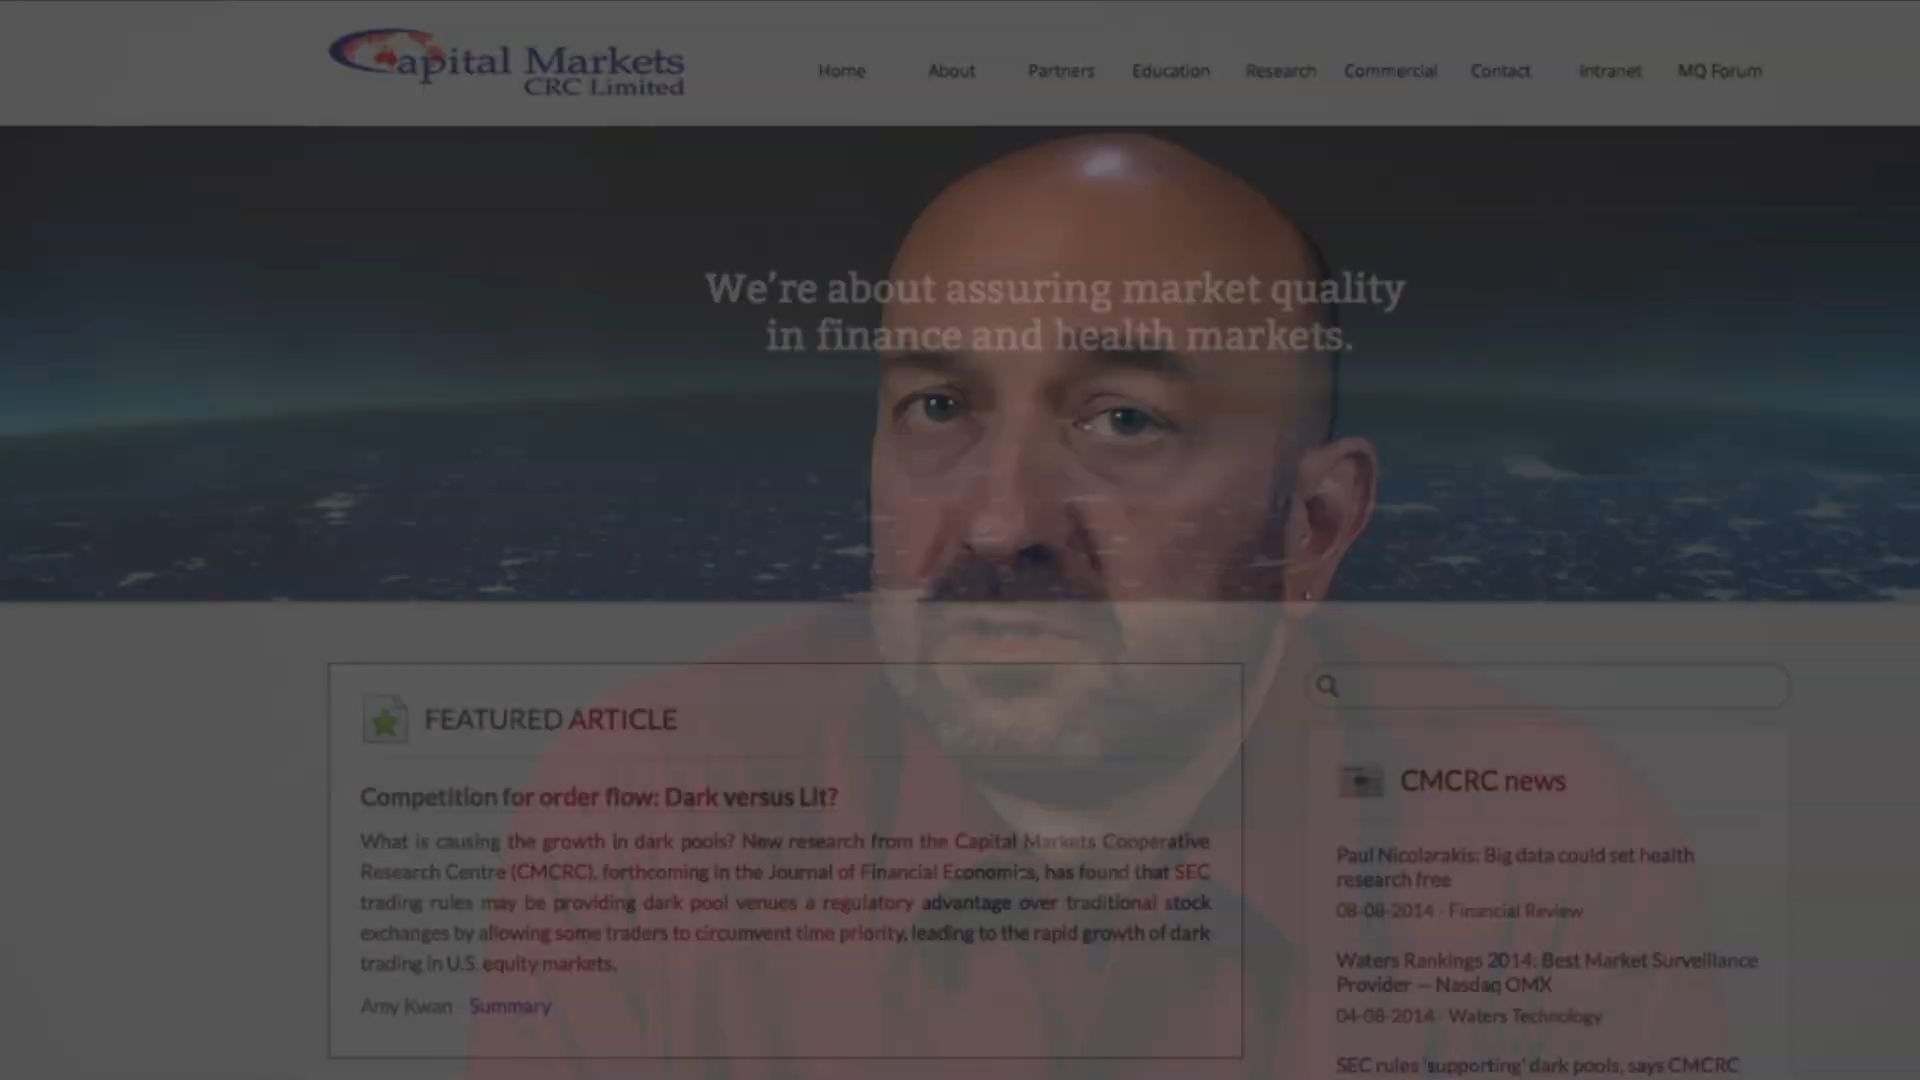 Capital Markets
CRC Limited
Home About Partners Education Research Commercial Contact Intranet MQ Forum
We're about assuring market quality
in finance and health markets.
FEATURED ARTICLE
Competition for order flow: Dark versus Lit?
What is causing the growth in dark pools? New research from the Capital Markets Cooperative
Research Centre (CMCRC), forthcoming in the Journal of Financial Economics, has found that SEC
trading rules may be providing dark pool venues a regulatory advantage over traditional stock
exchanges by allowing some traders to circumvent time priority, leading to the rapid growth of dark
trading in U.S. equity markets.
Amy Kwan Summary
CMCRC news
Paul Nicolarakis: Big data could set health
research free
08-08-2014 - Financial Review
Waters Rankings 2014: Best Market Surveillance
Provider – Nasdaq OMX
04-08-2014 - Waters Technology
SEC rules 'supporting' dark pools, says CMCRC